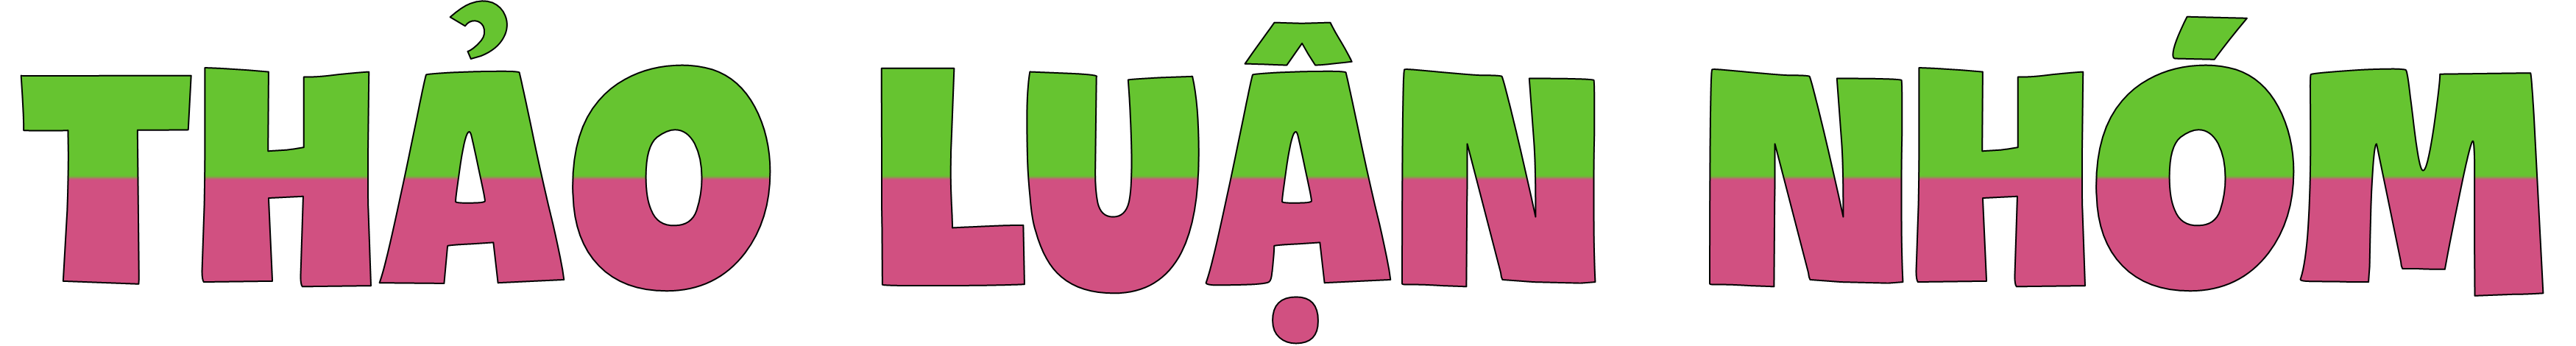 THẢO LUẬN NHÓM